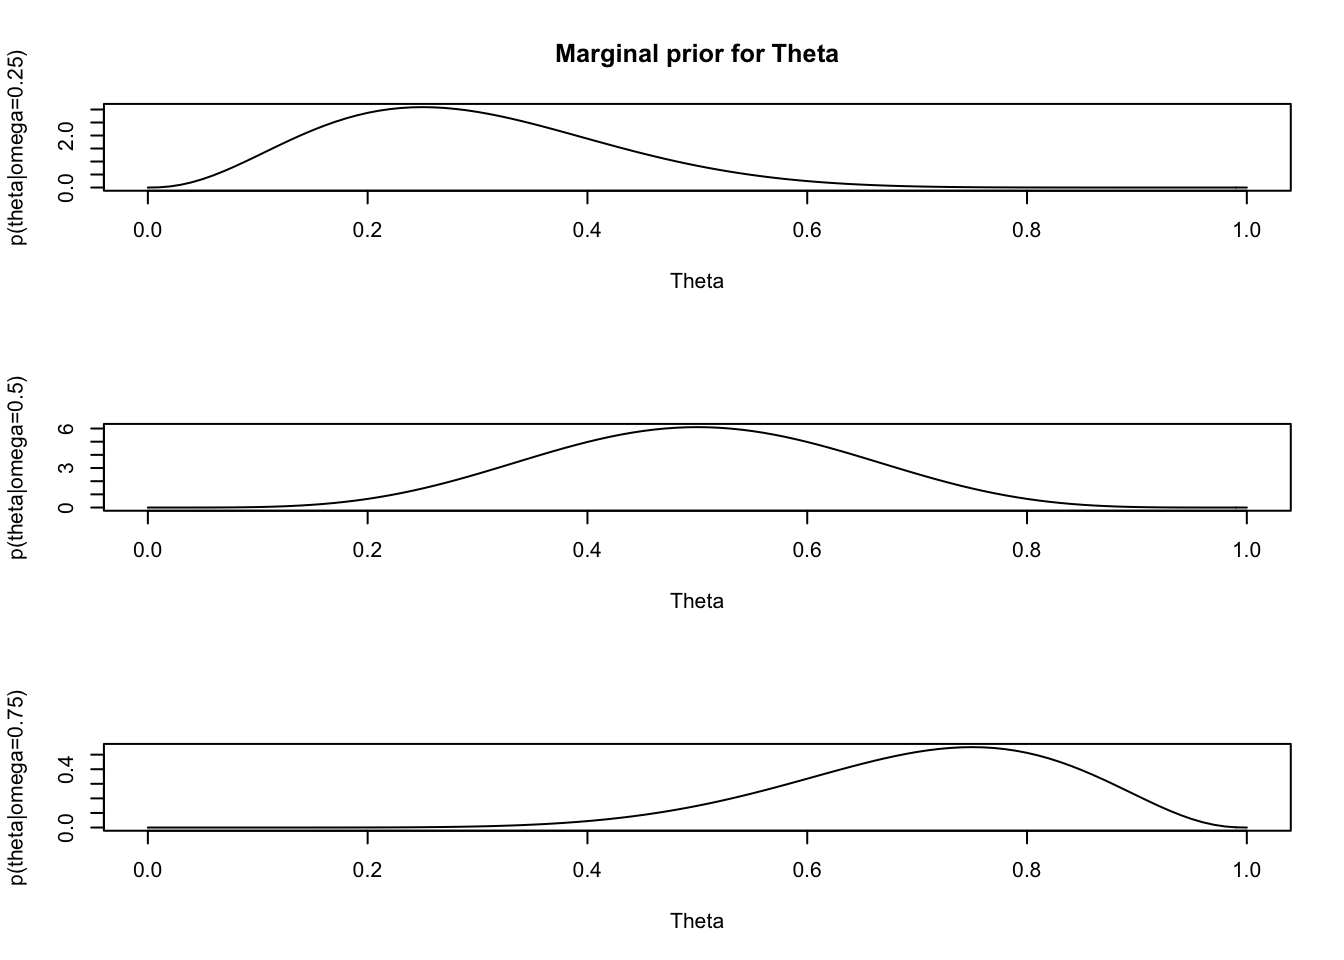 Marginal prior for Theta
p(theta|omega=0.25)
2.0
0.0
0.0 0.2 0.4 0.6 0.8 1.0
Theta
p(theta|omega=0.5)
6
3
0
0.0 0.2 0.4 0.6 0.8 1.0
Theta
p(theta|omega=0.75)
0.4
0.0
0.0 0.2 0.4 0.6 0.8 1.0
Theta